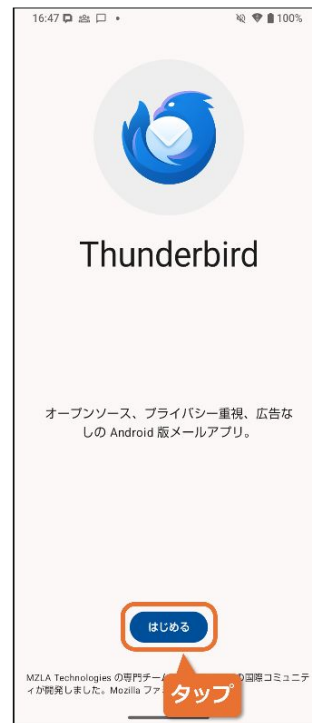 16:47 100%
Thunderbird
オープンソース、プライバシー重視、広告な
しの Android 版メールアプリ。
はじめる
MZLA Technologies の専門チーム の国際コミュニテ
ィが開発しました。Mozilla ファ
タップ